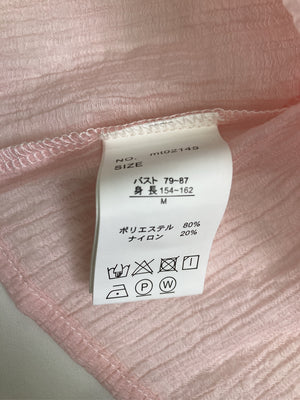 NO. mt02145
SIZE
バスト 79-87
身長 154-162
M
ポリエステル 80%
ナイロン 20%
P W